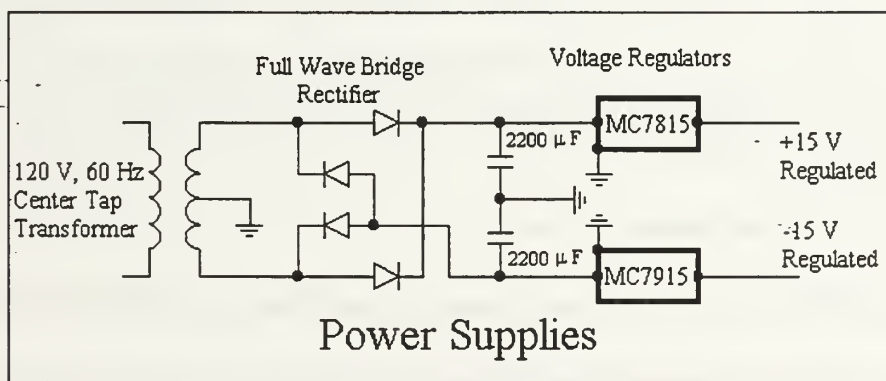 Full Wave Bridge
Rectifier
Voltage Regulators
120 V, 60 Hz
Center Tap
Transformer
2200 µF
MC7815
+15 V
Regulated
2200 µF
MC7915
-15 V
Regulated
Power Supplies